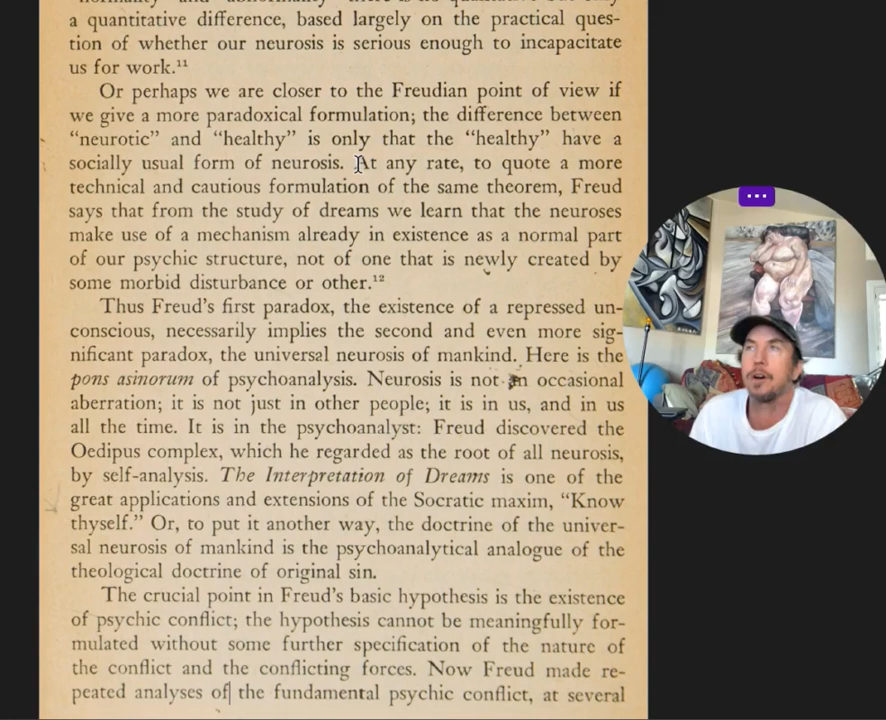 a quantitative difference, based largely on the practical ques-
tion of whether our neurosis is serious enough to incapacitate
us for work.¹¹
Or perhaps we are closer to the Freudian point of view if
we give a more paradoxical formulation; the difference between
“neurotic” and “healthy” is only that the “healthy” have a
socially usual form of neurosis. At any rate, to quote a more
technical and cautious formulation of the same theorem, Freud
says that from the study of dreams we learn that the neuroses
make use of a mechanism already in existence as a normal part
of our psychic structure, not of one that is newly created by
some morbid disturbance or other.¹²
Thus Freud’s first paradox, the existence of a repressed un-
conscious, necessarily implies the second and even more sig-
nificant paradox, the universal neurosis of mankind. Here is the
pons asinorum of psychoanalysis. Neurosis is not an occasional
aberration; it is not just in other people; it is in us, and in us
all the time. It is in the psychoanalyst: Freud discovered the
Oedipus complex, which he regarded as the root of all neurosis,
by self-analysis. The Interpretation of Dreams is one of the
great applications and extensions of the Socratic maxim, “Know
thyself.” Or, to put it another way, the doctrine of the univer-
sal neurosis of mankind is the psychoanalytical analogue of the
theological doctrine of original sin.
The crucial point in Freud’s basic hypothesis is the existence
of psychic conflict; the hypothesis cannot be meaningfully for-
mulated without some further specification of the nature of
the conflict and the conflicting forces. Now Freud made re-
peated analyses of the fundamental psychic conflict, at several